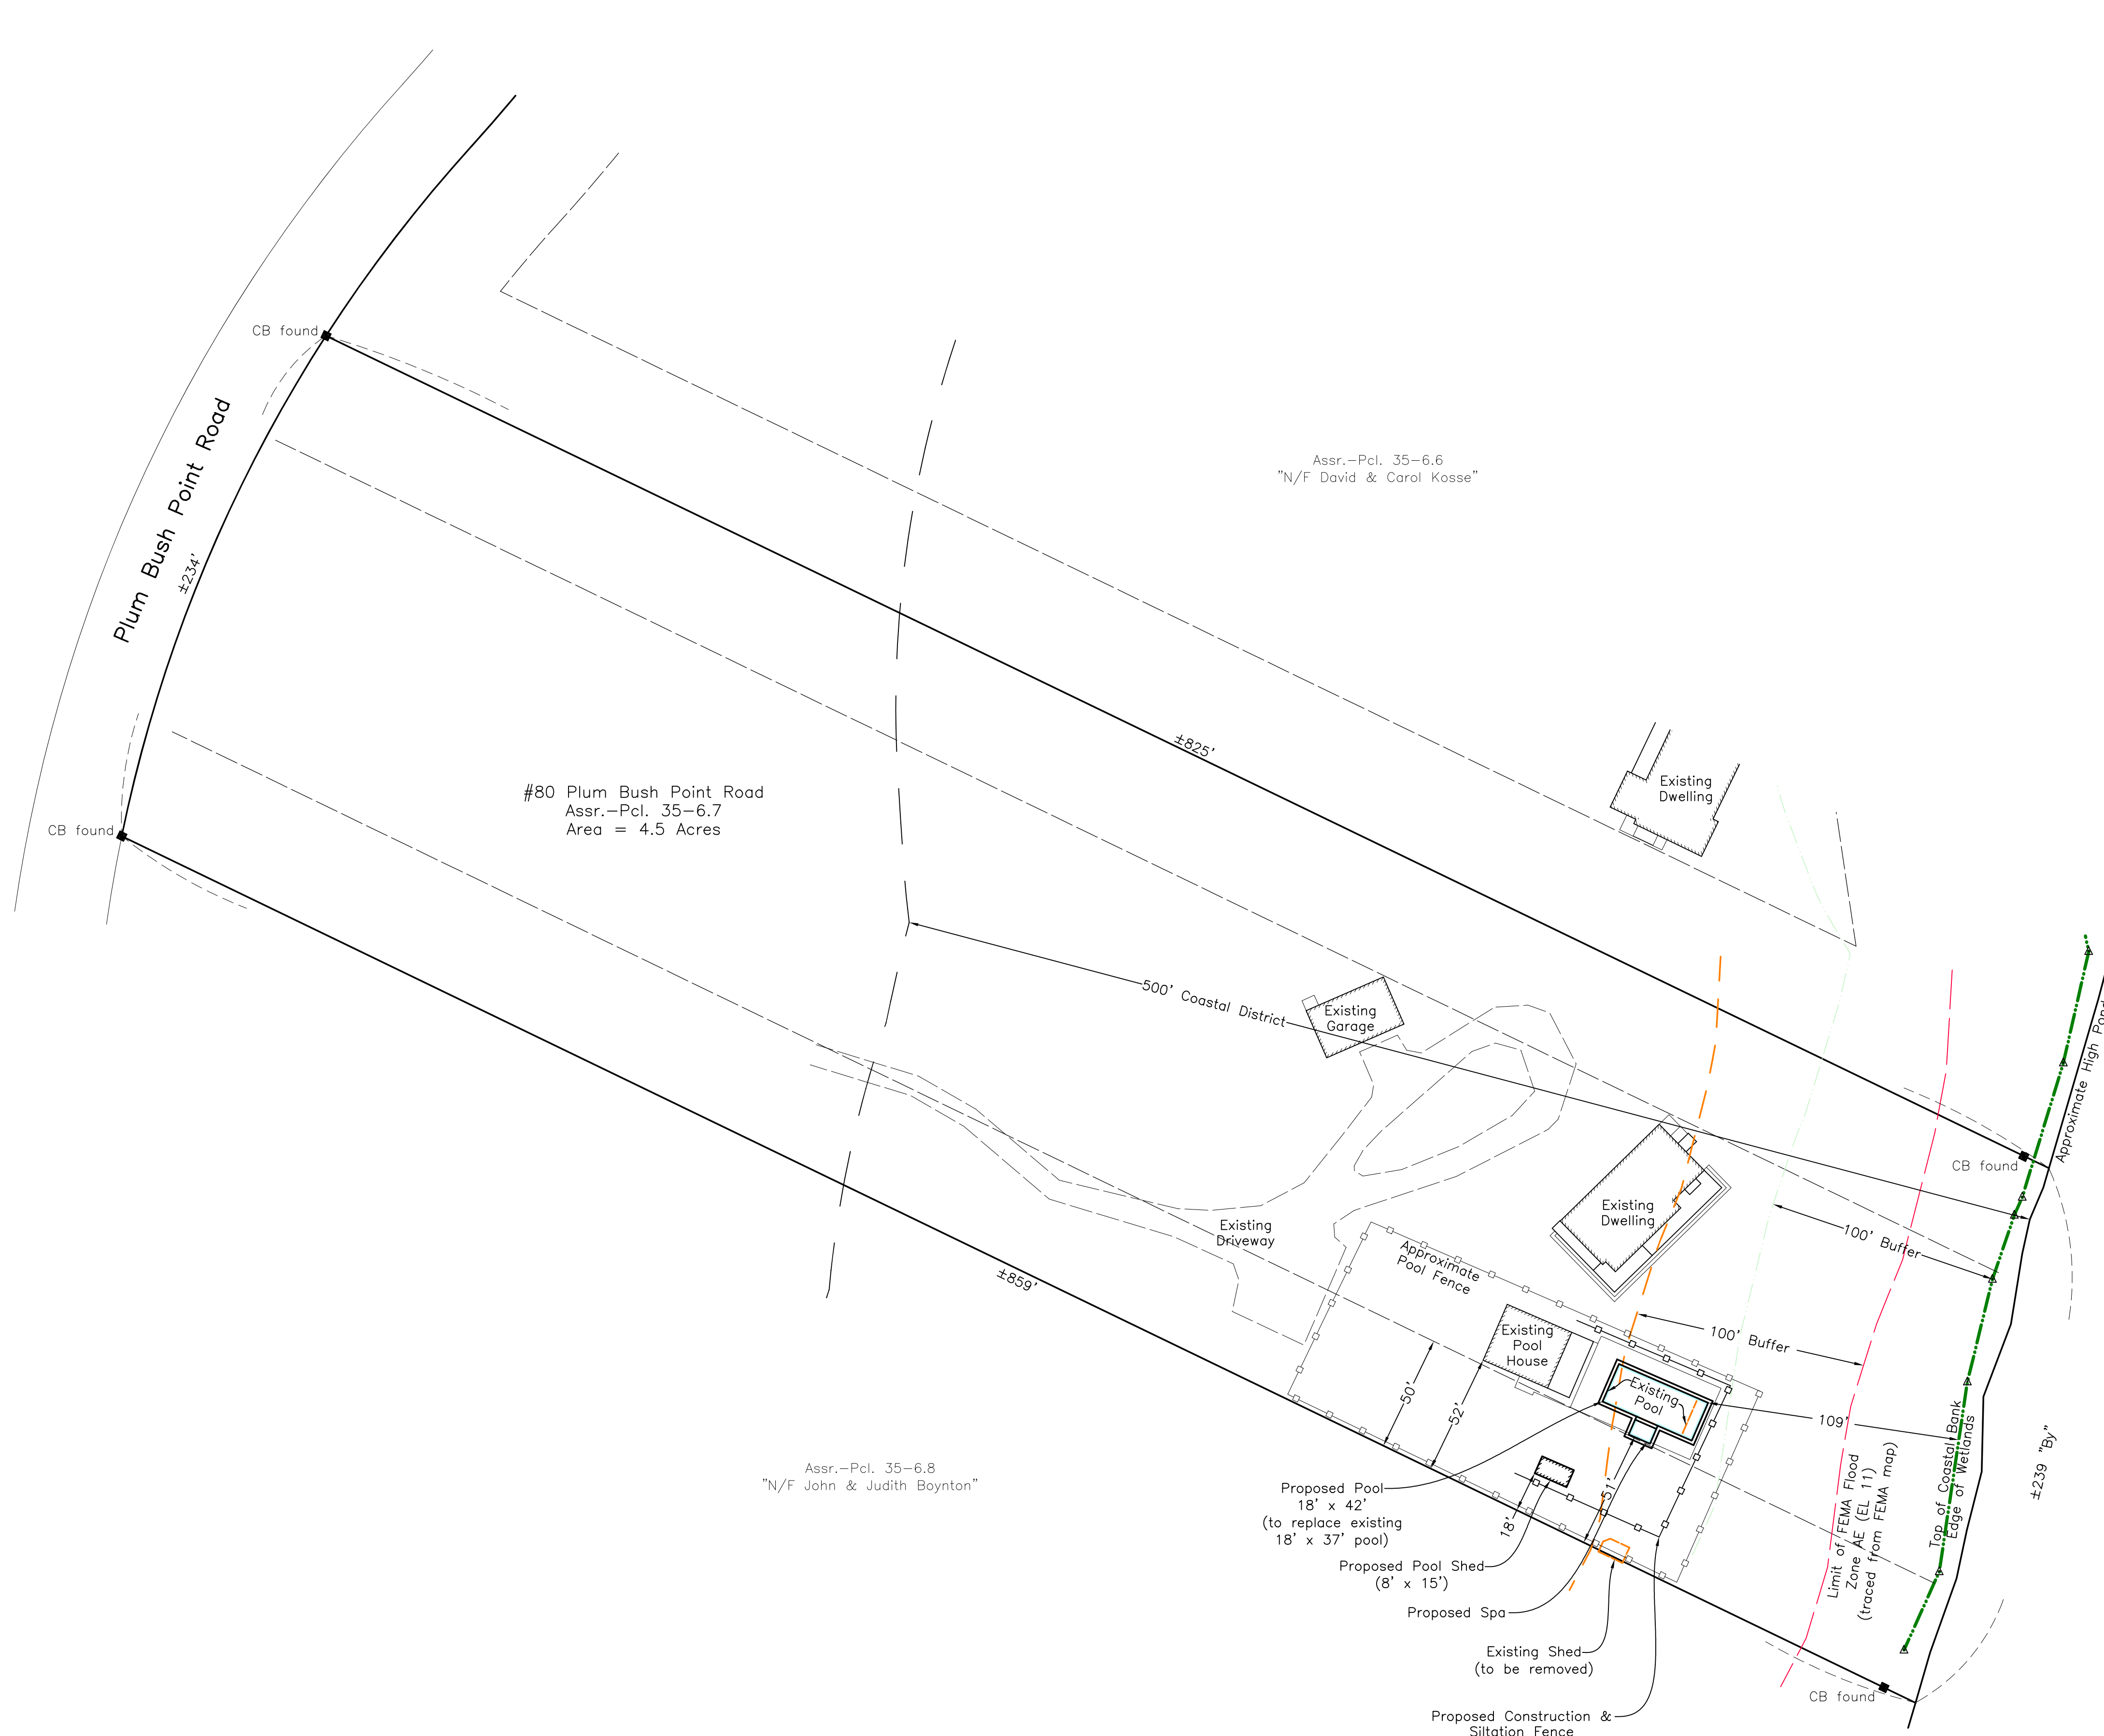 CB found
Plum Bush Point Road
±234'
Assr.-Pcl. 35-6.6
"N/F David & Carol Kosse"
±825'
Existing
Dwelling
#80 Plum Bush Point Road
Assr.-Pcl. 35-6.7
Area = 4.5 Acres
CB found
500' Coastal District
Existing
Garage
Approximate High Pond
CB found
Existing
Dwelling
100' Buffer
Existing
Driveway
Approximate
Pool Fence
±859'
100' Buffer
Existing
Pool
House
Existing
Pool
50'
52'
109'
Top of Coastal Bank
Edge of Wetlands
±239 "By"
Limit of FEMA Flood
Zone AE (EL 11)
(traced from FEMA map)
Assr.-Pcl. 35-6.8
"N/F John & Judith Boynton"
51'
18'
Proposed Pool
18' x 42'
(to replace existing
18' x 37' pool)
Proposed Pool Shed
(8' x 15')
Proposed Spa
Existing Shed
(to be removed)
CB found
Proposed Construction &
Siltation Fence